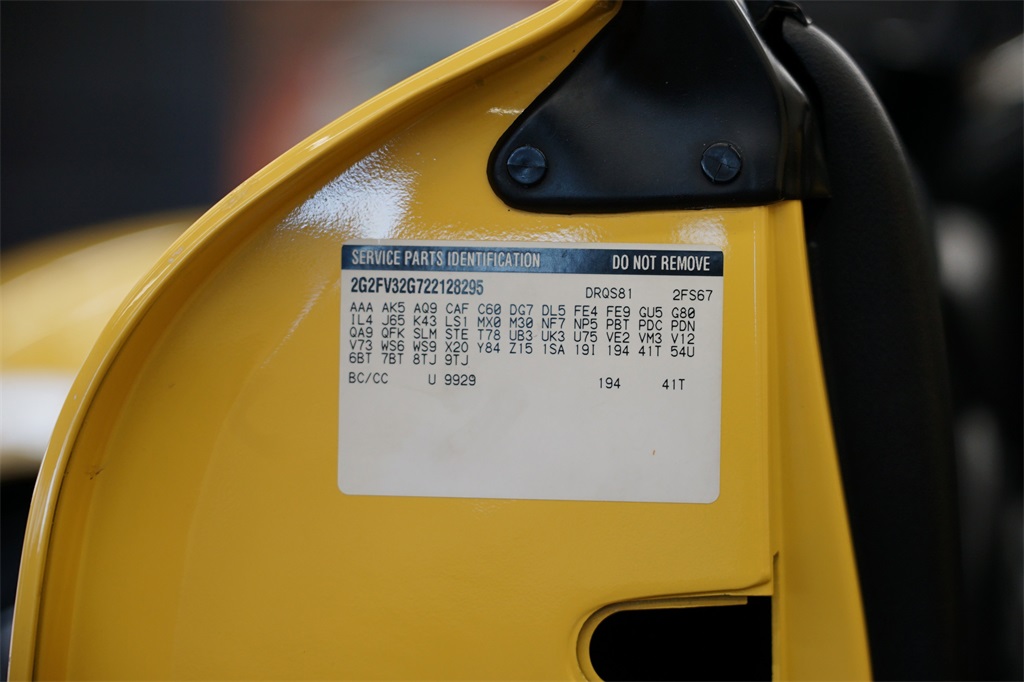 SERVICE PARTS IDENTIFICATION DO NOT REMOVE
2G2FV32G722128295 DRQS81 2FS67
AAA AK5 AQ9 CAF C60 DG7 DL5 FE4 FE9 GU5 G80
IL4 J65 K43 LS1 MX0 M30 NF7 NP5 PBT PDC PDN
QA9 QFK SLM STE T78 UB3 UK3 U75 VE2 VM3 V12
V73 WS6 WS9 X20 Y84 Z15 1SA 19I 194 41T 54U
6BT 7BT 8TJ 9TJ
BC/CC U 9929 194 41T